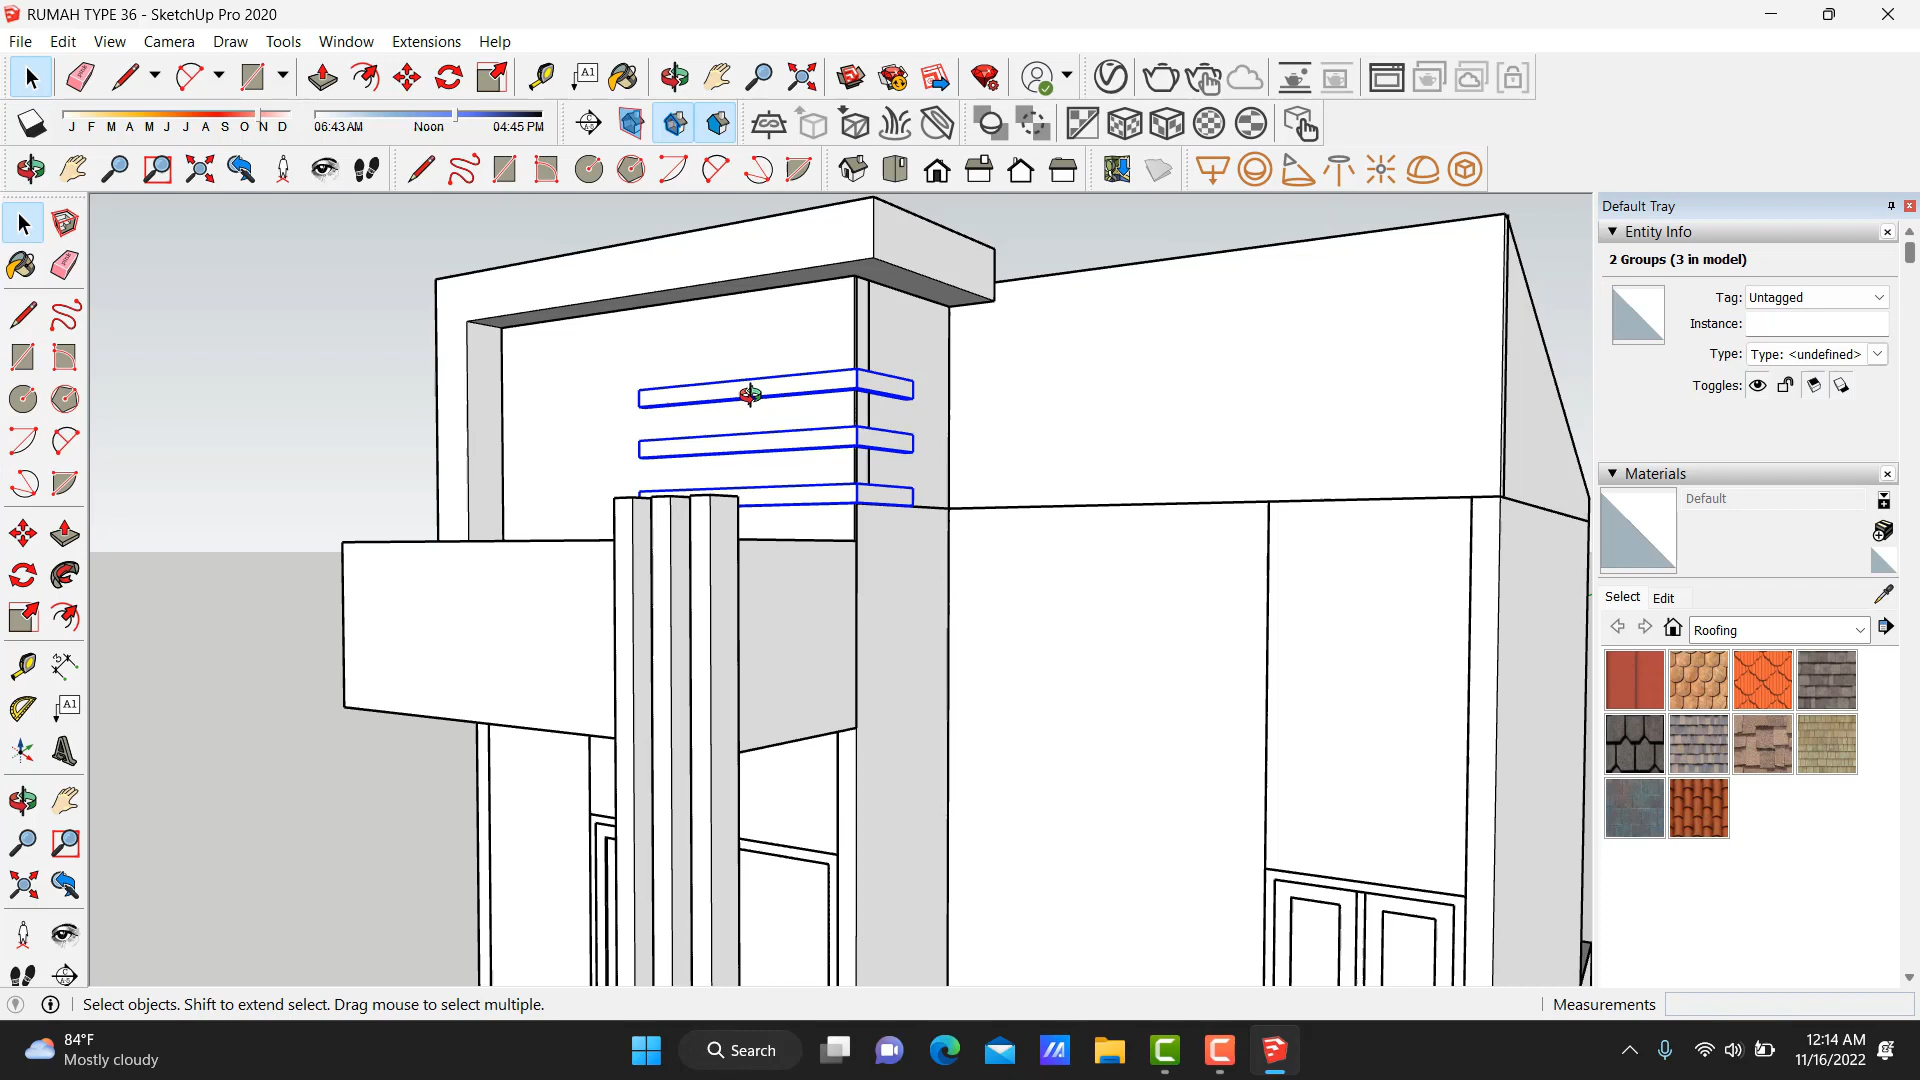 RUMAH TYPE 36 - SketchUp Pro 2020
File Edit View Camera Draw Tools Window Extensions Help
A1
J F M A M J J A S O N D
06:43 AM Noon 04:45 PM
Default Tray
Entity Info
2 Groups (3 in model)
Tag: Untagged
Instance:
Type: Type: <undefined>
Toggles:
Materials
Default
Select Edit
Roofing
A1
Select objects. Shift to extend select. Drag mouse to select multiple.
Measurements
84°F
Mostly cloudy
Search
12:14 AM
11/16/2022